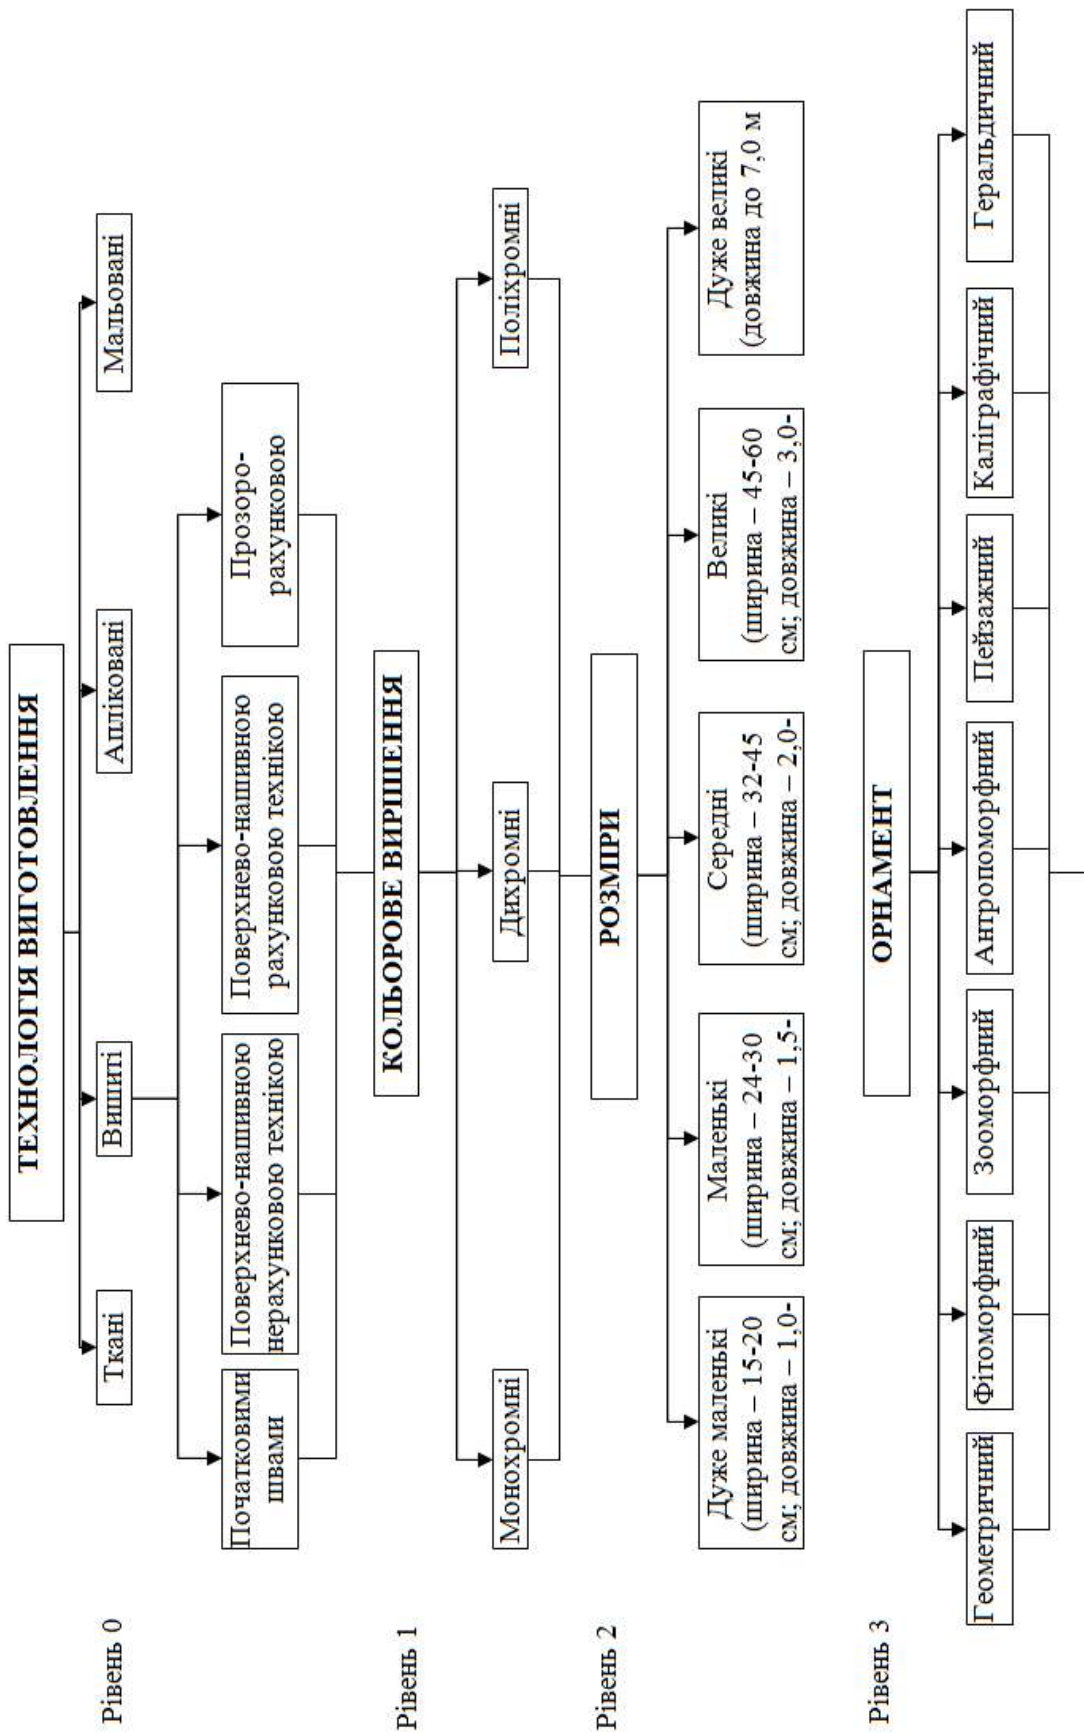 ТЕХНОЛОГІЯ ВИГОТОВЛЕННЯ
Рівень 0
Ткані
Вишиті
Апліковані
Мальовані
Початковими
швами
Поверхнево-нашивною
нерахунковою технікою
Поверхнево-нашивною
рахунковою технікою
Прозоро-
рахунковою
Рівень 1
КОЛЬОРОВЕ ВИРІШЕННЯ
Монохромні
Дихромні
Поліхромні
Рівень 2
РОЗМІРИ
Дуже маленькі
(ширина – 15-20
см; довжина – 1,0-
Маленькі
(ширина – 24-30
см; довжина – 1,5-
Середні
(ширина – 32-45
см; довжина – 2,0-
Великі
(ширина – 45-60
см; довжина – 3,0-
Дуже великі
(довжина до 7,0 м
Рівень 3
ОРНАМЕНТ
Геометричний
Фітоморфний
Зооморфний
Антропоморфний
Пейзажний
Каліграфічний
Геральдичний